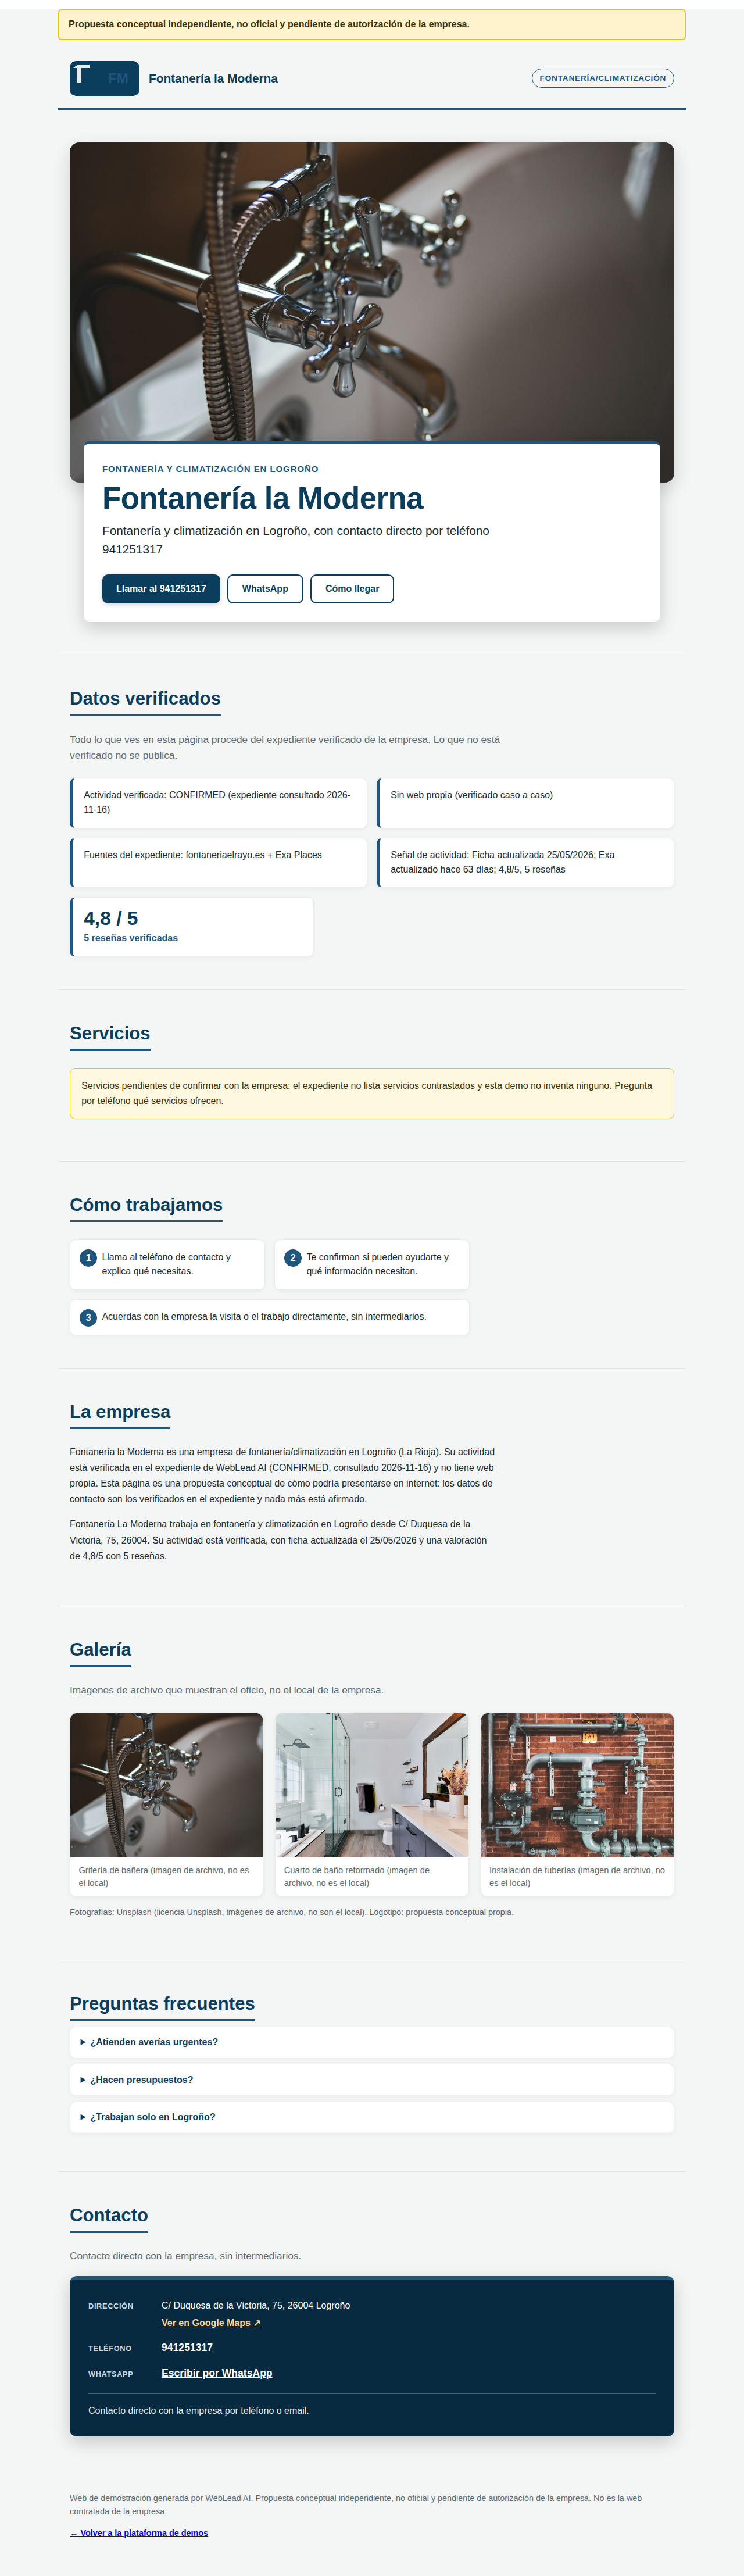 Propuesta conceptual independiente, no oficial y pendiente de autorización de la empresa.
FM
Fontanería la Moderna
FONTANERÍA/CLIMATIZACIÓN
FONTANERÍA Y CLIMATIZACIÓN EN LOGROÑO
Fontanería la Moderna
Fontanería y climatización en Logroño, con contacto directo por teléfono
941251317
Llamar al 941251317
WhatsApp
Cómo llegar
Datos verificados
Todo lo que ves en esta página procede del expediente verificado de la empresa. Lo que no está
verificado no se publica.
Actividad verificada: CONFIRMED (expediente consultado 2026-
11-16)
Sin web propia (verificado caso a caso)
Fuentes del expediente: fontaneriaelrayo.es + Exa Places
Señal de actividad: Ficha actualizada 25/05/2026; Exa
actualizado hace 63 días; 4,8/5, 5 reseñas
4,8 / 5
5 reseñas verificadas
Servicios
Servicios pendientes de confirmar con la empresa: el expediente no lista servicios contrastados y esta demo no inventa ninguno. Pregunta
por teléfono qué servicios ofrecen.
Cómo trabajamos
1
Llama al teléfono de contacto y
explica qué necesitas.
2
Te confirman si pueden ayudarte y
qué información necesitan.
3
Acuerdas con la empresa la visita o el trabajo directamente, sin intermediarios.
La empresa
Fontanería la Moderna es una empresa de fontanería/climatización en Logroño (La Rioja). Su actividad
está verificada en el expediente de WebLead AI (CONFIRMED, consultado 2026-11-16) y no tiene web
propia. Esta página es una propuesta conceptual de cómo podría presentarse en internet: los datos de
contacto son los verificados en el expediente y nada más está afirmado.
Fontanería La Moderna trabaja en fontanería y climatización en Logroño desde C/ Duquesa de la
Victoria, 75, 26004. Su actividad está verificada, con ficha actualizada el 25/05/2026 y una valoración
de 4,8/5 con 5 reseñas.
Galería
Imágenes de archivo que muestran el oficio, no el local de la empresa.
Grifería de bañera (imagen de archivo, no es
el local)
Cuarto de baño reformado (imagen de
archivo, no es el local)
Instalación de tuberías (imagen de archivo, no
es el local)
Fotografías: Unsplash (licencia Unsplash, imágenes de archivo, no son el local). Logotipo: propuesta conceptual propia.
Preguntas frecuentes
¿Atienden averías urgentes?
¿Hacen presupuestos?
¿Trabajan solo en Logroño?
Contacto
Contacto directo con la empresa, sin intermediarios.
DIRECCIÓN
C/ Duquesa de la Victoria, 75, 26004 Logroño
Ver en Google Maps ↗
TELÉFONO
941251317
WHATSAPP
Escribir por WhatsApp
Contacto directo con la empresa por teléfono o email.
Web de demostración generada por WebLead AI. Propuesta conceptual independiente, no oficial y pendiente de autorización de la empresa. No es la web
contratada de la empresa.
← Volver a la plataforma de demos